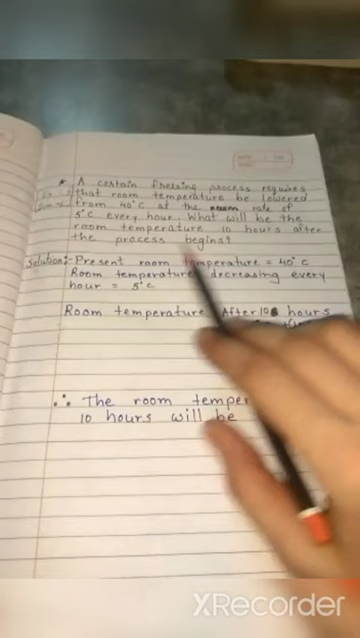 A certain freezing process requires
that room temperature be lowered
from 40°C at the rate of
5°C every hour. What will be the
room temperature 10 hours after
the process begins?
Solution:- Present room temperature = 40°C
Room temperature decreasing every
hour = 5°C
Room temperature After 10 hours
∴ The room temper
10 hours will be
XRecorder